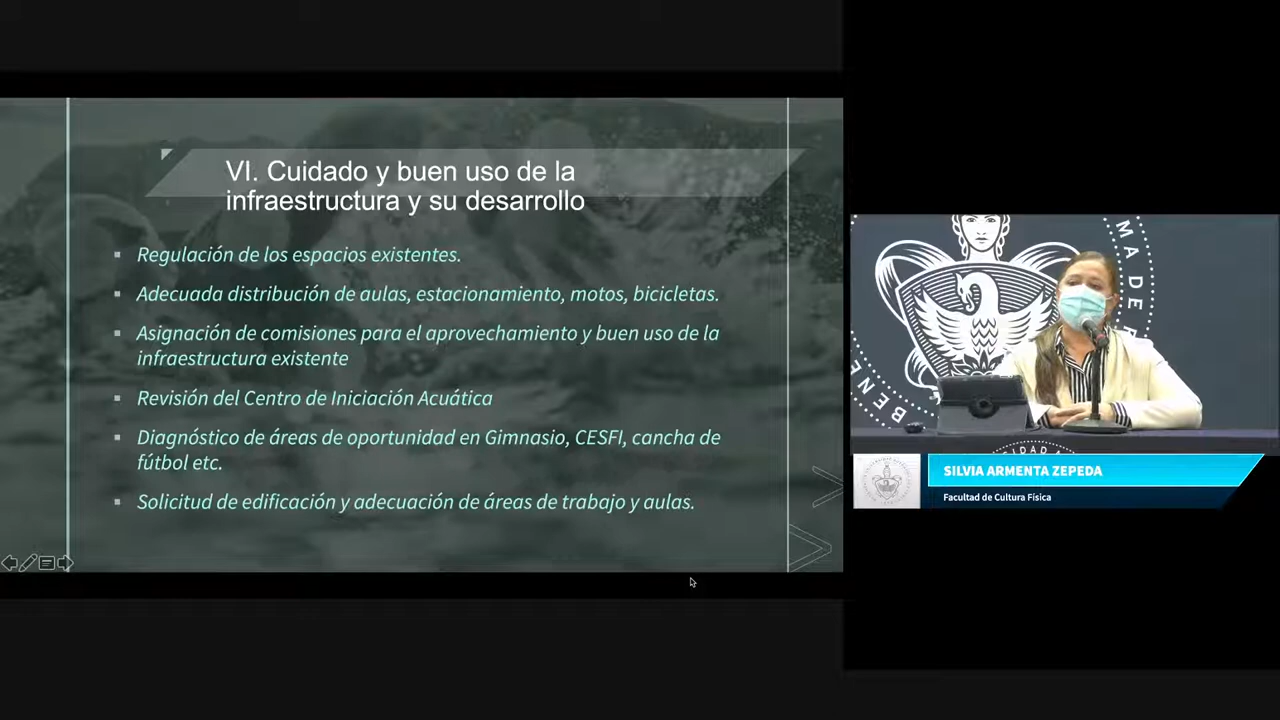 VI. Cuidado y buen uso de la
infraestructura y su desarrollo
▪ Regulación de los espacios existentes.
▪ Adecuada distribución de aulas, estacionamiento, motos, bicicletas.
▪ Asignación de comisiones para el aprovechamiento y buen uso de la
infraestructura existente
▪ Revisión del Centro de Iniciación Acuática
▪ Diagnóstico de áreas de oportunidad en Gimnasio, CESFI, cancha de
fútbol etc.
▪ Solicitud de edificación y adecuación de áreas de trabajo y aulas.
MA DE
BENE
SILVIA ARMENTA ZEPEDA
Facultad de Cultura Física